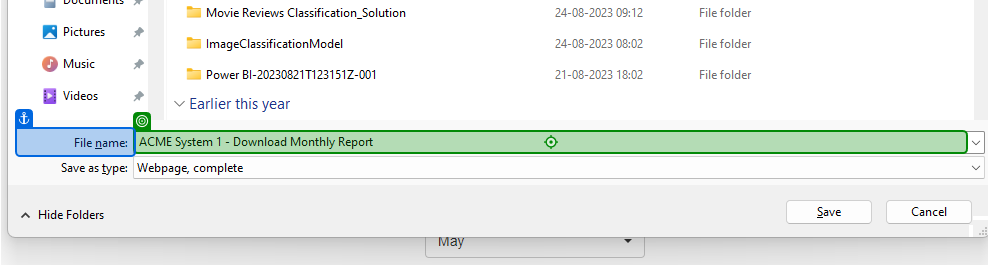 Documents
Pictures
Music
Videos
Movie Reviews Classification_Solution 24-08-2023 09:12 File folder
ImageClassificationModel 24-08-2023 08:02 File folder
Power BI-20230821T123151Z-001 21-08-2023 18:02 File folder
Earlier this year
File name: ACME System 1 - Download Monthly Report
Save as type: Webpage, complete
Hide Folders
Save
Cancel
May